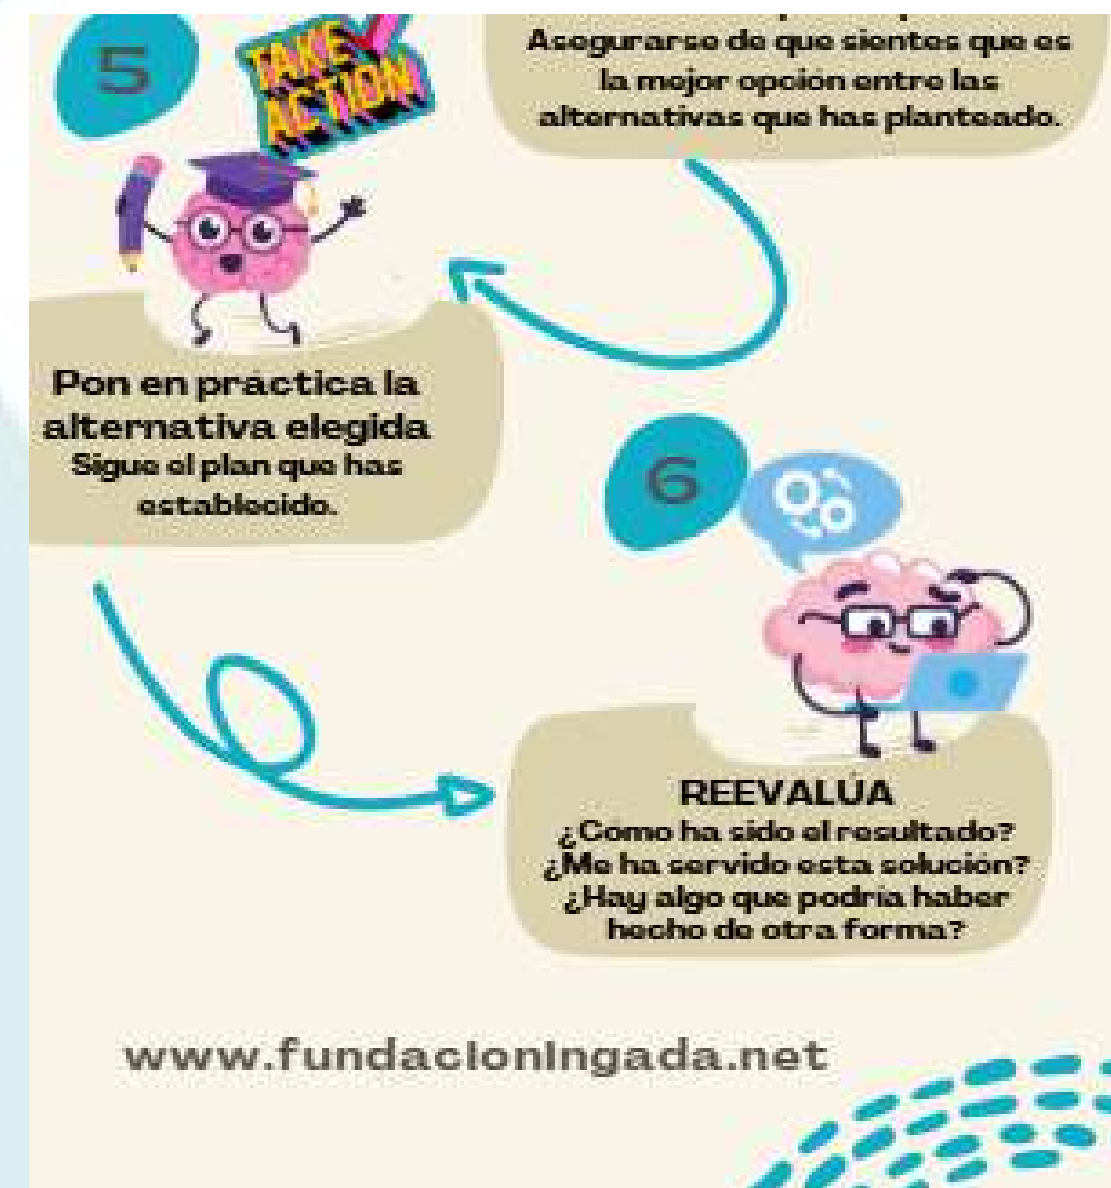 Asegurarse de que sientes que es
la mejor opción entre las
alternativas que has planteado.
5
TAKE
ACTION
Pon en práctica la
alternativa elegida
Sigue el plan que has
establecido.
6
REEVALÚA
¿Cómo ha sido el resultado?
¿Me ha servido esta solución?
¿Hay algo que podría haber
hecho de otra forma?
www.fundacioningada.net